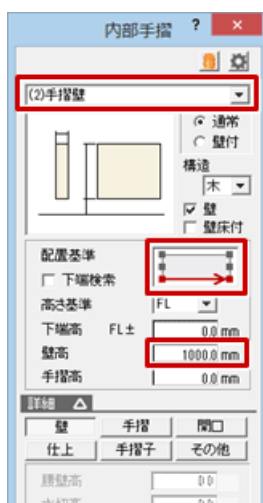 内部手摺 ? ×
(2)手摺壁
通常
壁付
構造
木
壁
壁床付
配置基準
下端検索
高さ基準 FL
下端高 FL± 0.0 mm
壁高 1000.0 mm
手摺高 0.0 mm
詳細
壁 手摺 開口
仕上 手摺子 その他
腰壁高 0.0